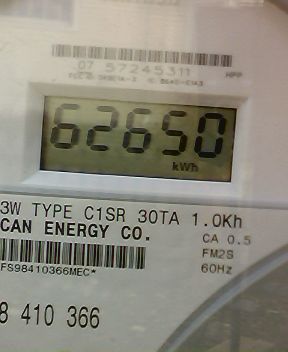 07 57245311 HPP
62650
kWh
3W TYPE C1SR 30TA 1.0Kh
CAN ENERGY CO.
CA 0.5
FM2S
FS98410366MEC*
60Hz
8 410 366